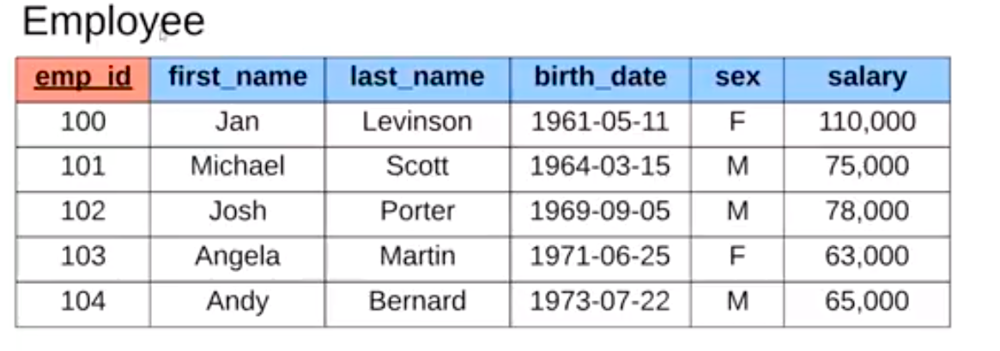 Employee
emp_id first_name last_name birth_date sex salary
100 Jan Levinson 1961-05-11 F 110,000
101 Michael Scott 1964-03-15 M 75,000
102 Josh Porter 1969-09-05 M 78,000
103 Angela Martin 1971-06-25 F 63,000
104 Andy Bernard 1973-07-22 M 65,000